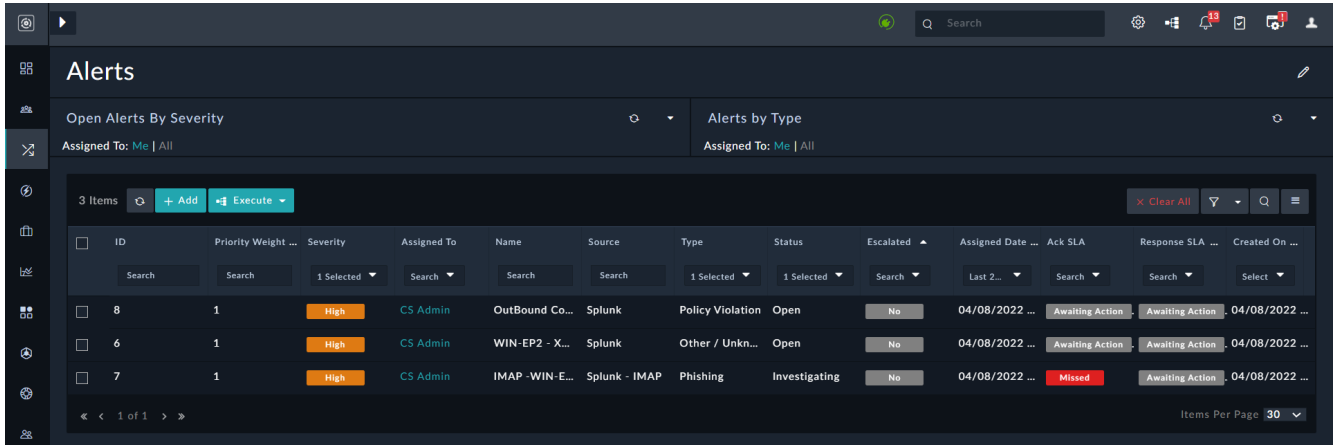 Search
13
!
Alerts
Open Alerts By Severity
Alerts by Type
Assigned To: Me | All
Assigned To: Me | All
3 Items
+ Add
Execute
× Clear All
ID Priority Weight ... Severity Assigned To Name Source Type Status Escalated Assigned Date ... Ack SLA Response SLA ... Created On ...
Search Search 1 Selected Search Search Search 1 Selected 1 Selected Search Last 2... Search Search Select
8 1 High CS Admin OutBound Co... Splunk Policy Violation Open No 04/08/2022 ... Awaiting Action . Awaiting Action . 04/08/2022 ...
6 1 High CS Admin WIN-EP2 - X... Splunk Other / Unkn... Open No 04/08/2022 ... Awaiting Action . Awaiting Action . 04/08/2022 ...
7 1 High CS Admin IMAP -WIN-E... Splunk - IMAP Phishing Investigating No 04/08/2022 ... Missed Awaiting Action . 04/08/2022 ...
« < 1 of 1 > »
Items Per Page 30